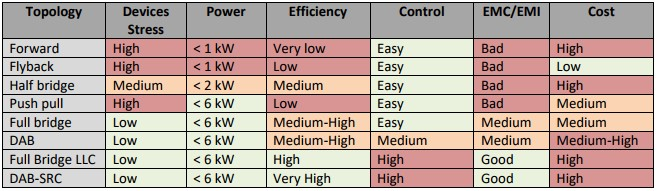 Topology Devices Stress Power Efficiency Control EMC/EMI Cost
Forward High < 1 kW Very low Easy Bad High
Flyback High < 1 kW Low Easy Bad Low
Half bridge Medium < 2 kW Medium Easy Bad High
Push pull High < 6 kW Low Easy Bad Medium
Full bridge Low < 6 kW Medium-High Easy Medium Medium
DAB Low < 6 kW Medium-High Medium Medium Medium-High
Full Bridge LLC Low < 6 kW High High Good High
DAB-SRC Low < 6 kW Very High High Good High